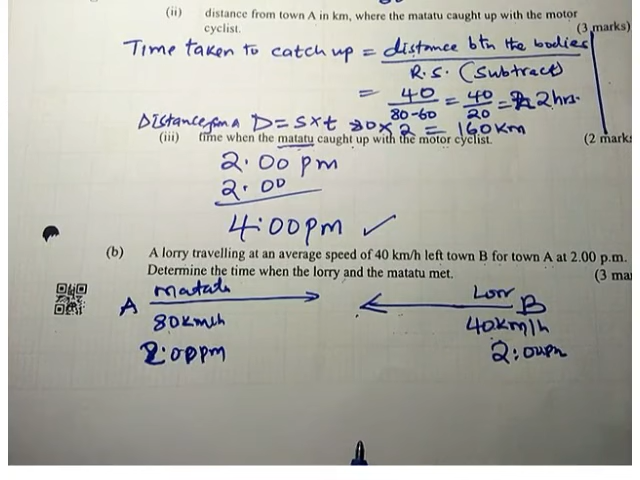 (ii) distance from town A in km, where the matatu caught up with the motor
cyclist. (3 marks)
Time taken to catch up = distance btn the bodies
R.S. (Subtract)
= 40 = 40 = 2hrs.
80-60 20
Distance from A D = S×t 80×2 = 160km
(iii) time when the matatu caught up with the motor cyclist. (2 marks
2.00 pm
2.00
4:00pm ✓
(b) A lorry travelling at an average speed of 40 km/h left town B for town A at 2.00 p.m.
Determine the time when the lorry and the matatu met. (3 mar
matatu Lorr
A B
80km/h 40km/h
2:00pm 2:00pm